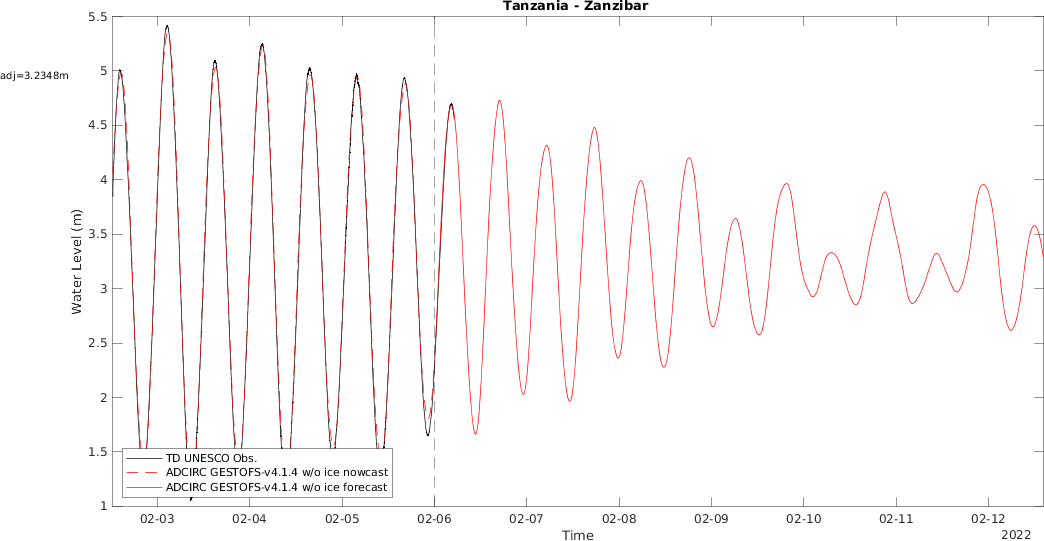 Tanzania - Zanzibar
adj=3.2348m
5.5
5
4.5
4
3.5
3
2.5
2
1.5
1
Water Level (m)
TD UNESCO Obs.
ADCIRC GESTOFS-v4.1.4 w/o ice nowcast
ADCIRC GESTOFS-v4.1.4 w/o ice forecast
02-03 02-04 02-05 02-06 02-07 02-08 02-09 02-10 02-11 02-12
Time
2022